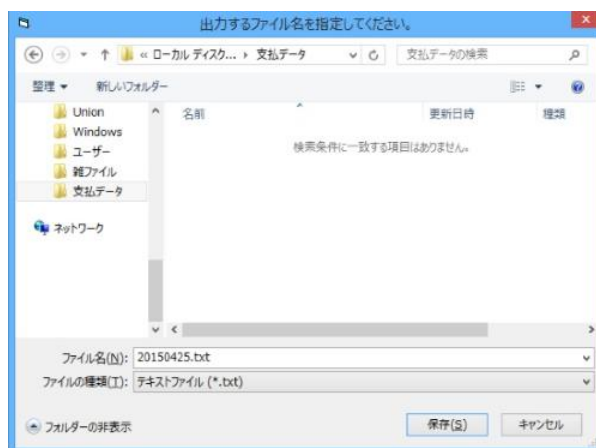 出力するファイル名を指定してください。
« ローカル ディスク... 支払データ 支払データの検索
整理 新しいフォルダー
名前 更新日時 種類
検索条件に一致する項目はありません。
Union
Windows
ユーザー
雑ファイル
支払データ
ネットワーク
ファイル名(N): 20150425.txt
ファイルの種類(T): テキストファイル (*.txt)
フォルダーの非表示 保存(S) キャンセル